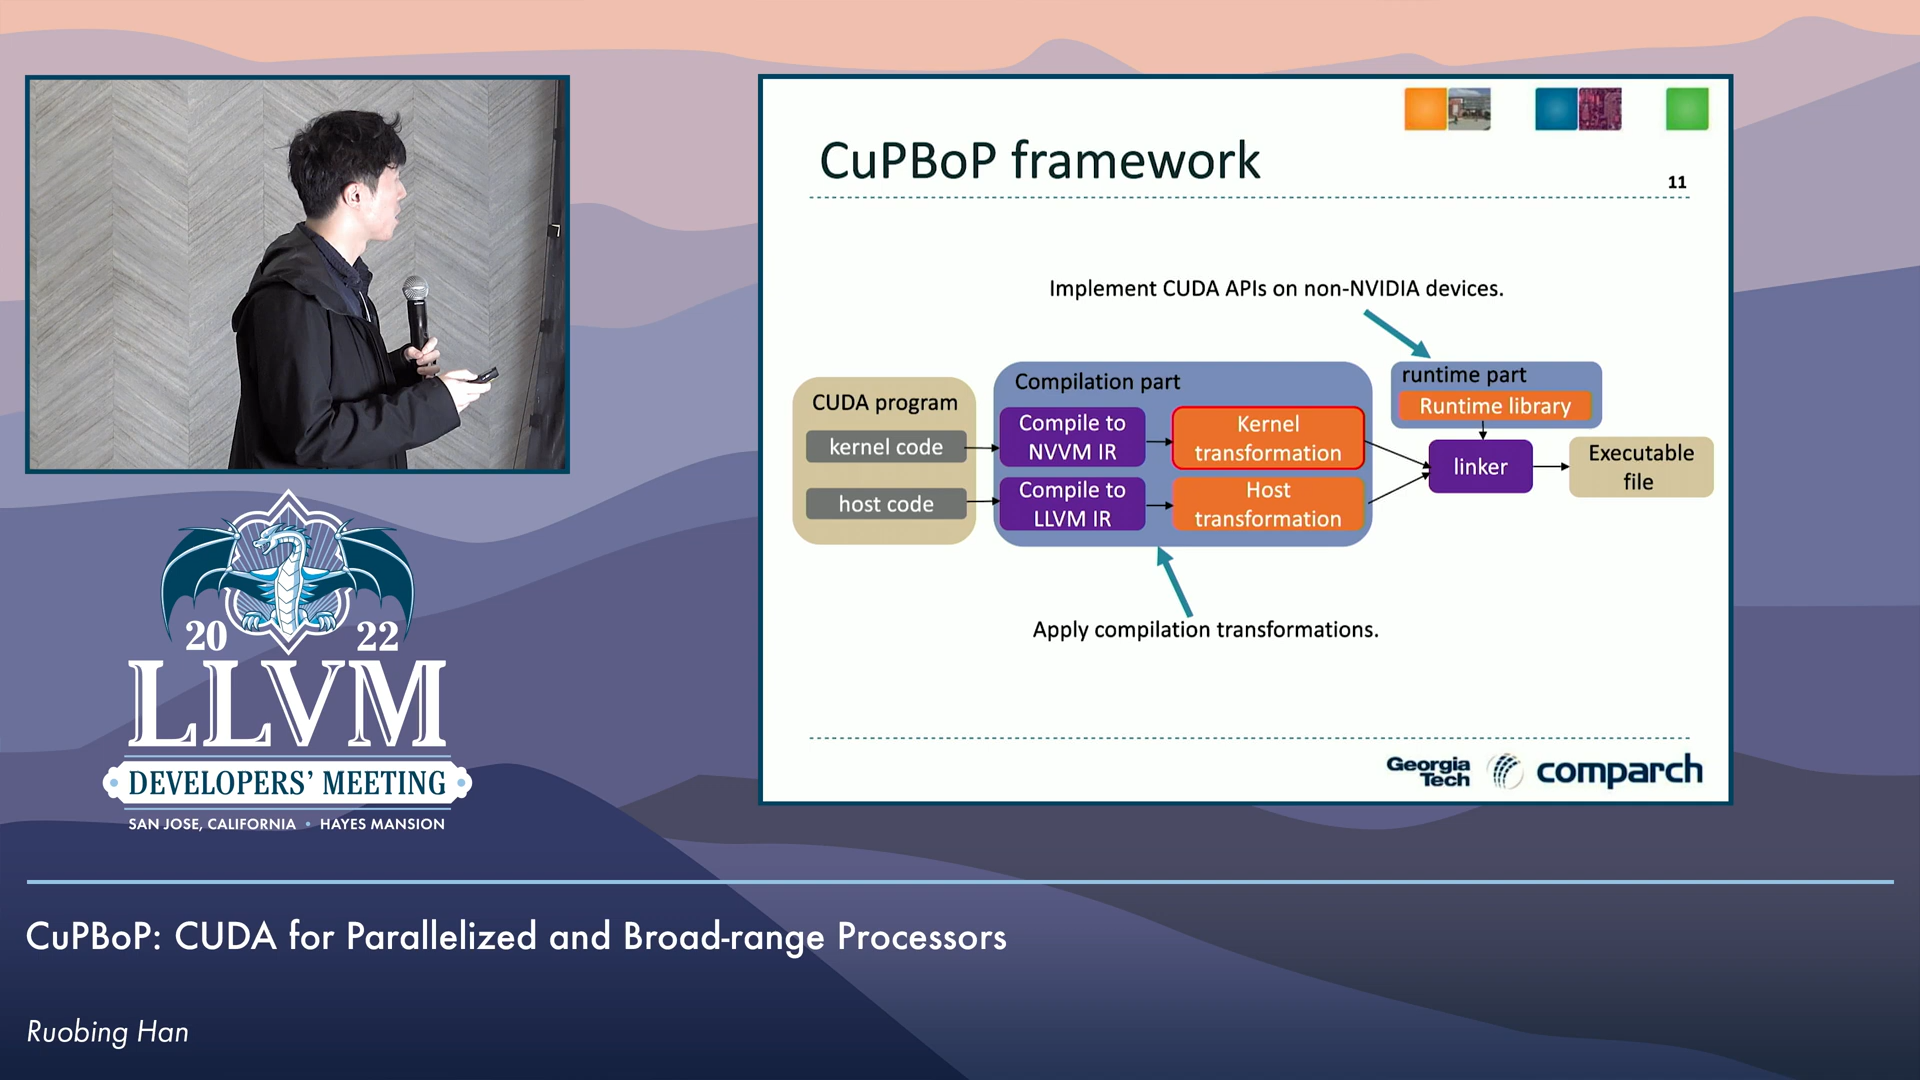 CuPBoP framework
11
Implement CUDA APIs on non-NVIDIA devices.
CUDA program
kernel code
host code
Compilation part
Compile to
NVVM IR
Kernel
transformation
Compile to
LLVM IR
Host
transformation
runtime part
Runtime library
linker
Executable
file
Apply compilation transformations.
Georgia
Tech
comparch
20 22
LLVM
DEVELOPERS' MEETING
SAN JOSE, CALIFORNIA • HAYES MANSION
CuPBoP: CUDA for Parallelized and Broad-range Processors
Ruobing Han